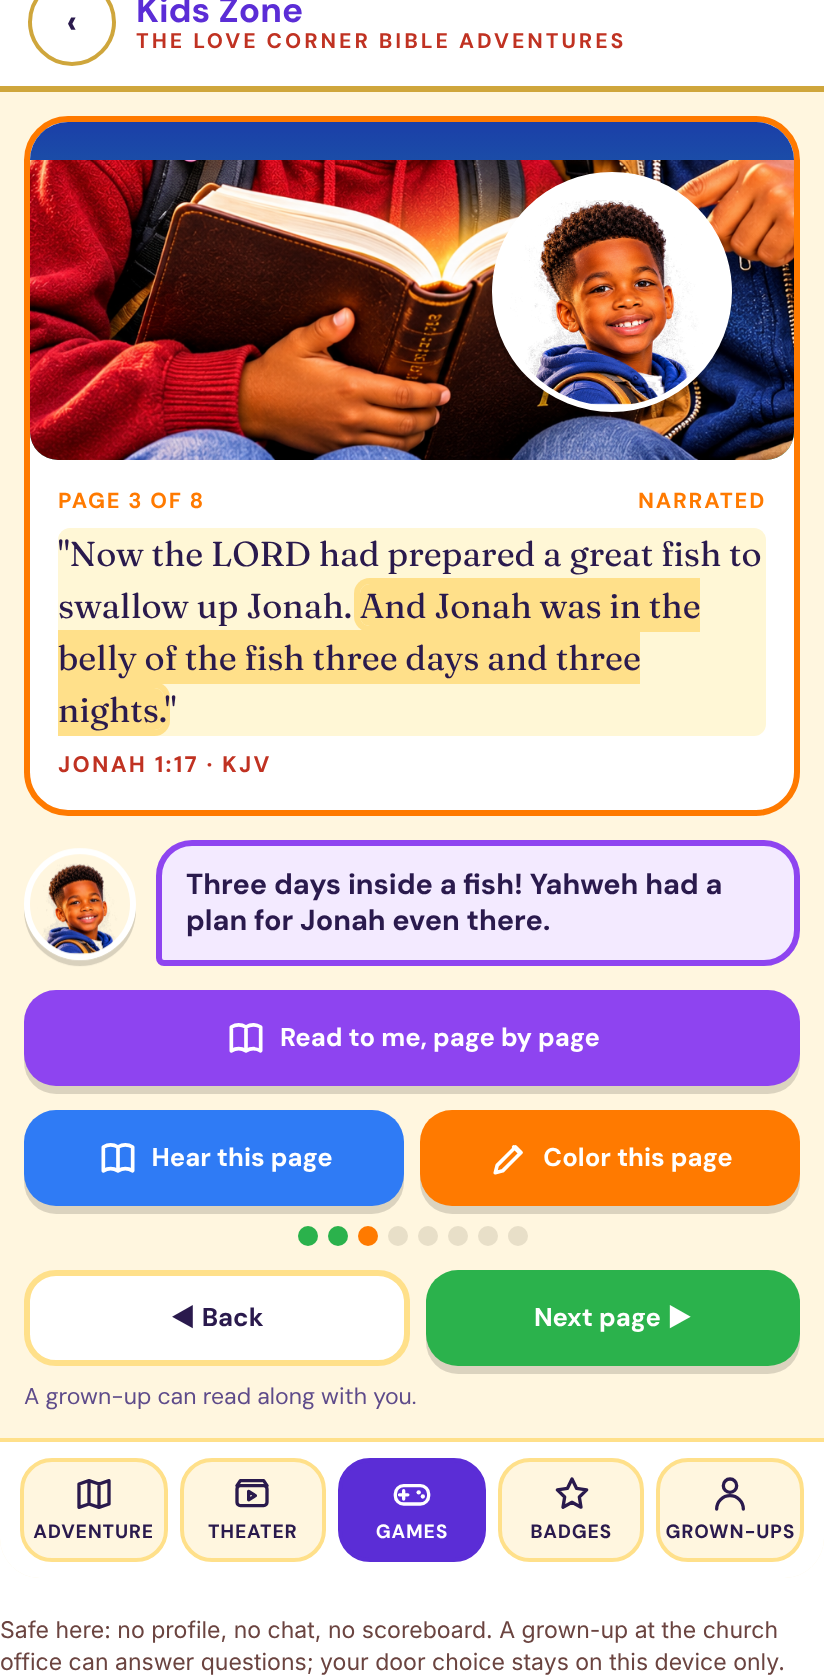 ‹
Kids Zone
THE LOVE CORNER BIBLE ADVENTURES
PAGE 3 OF 8
NARRATED
"Now the LORD had prepared a great fish to
swallow up Jonah. And Jonah was in the
belly of the fish three days and three
nights."
JONAH 1:17 · KJV
Three days inside a fish! Yahweh had a
plan for Jonah even there.
Read to me, page by page
Hear this page
Color this page
◀ Back
Next page ▶
A grown-up can read along with you.
ADVENTURE
THEATER
GAMES
BADGES
GROWN-UPS
Safe here: no profile, no chat, no scoreboard. A grown-up at the church
office can answer questions; your door choice stays on this device only.